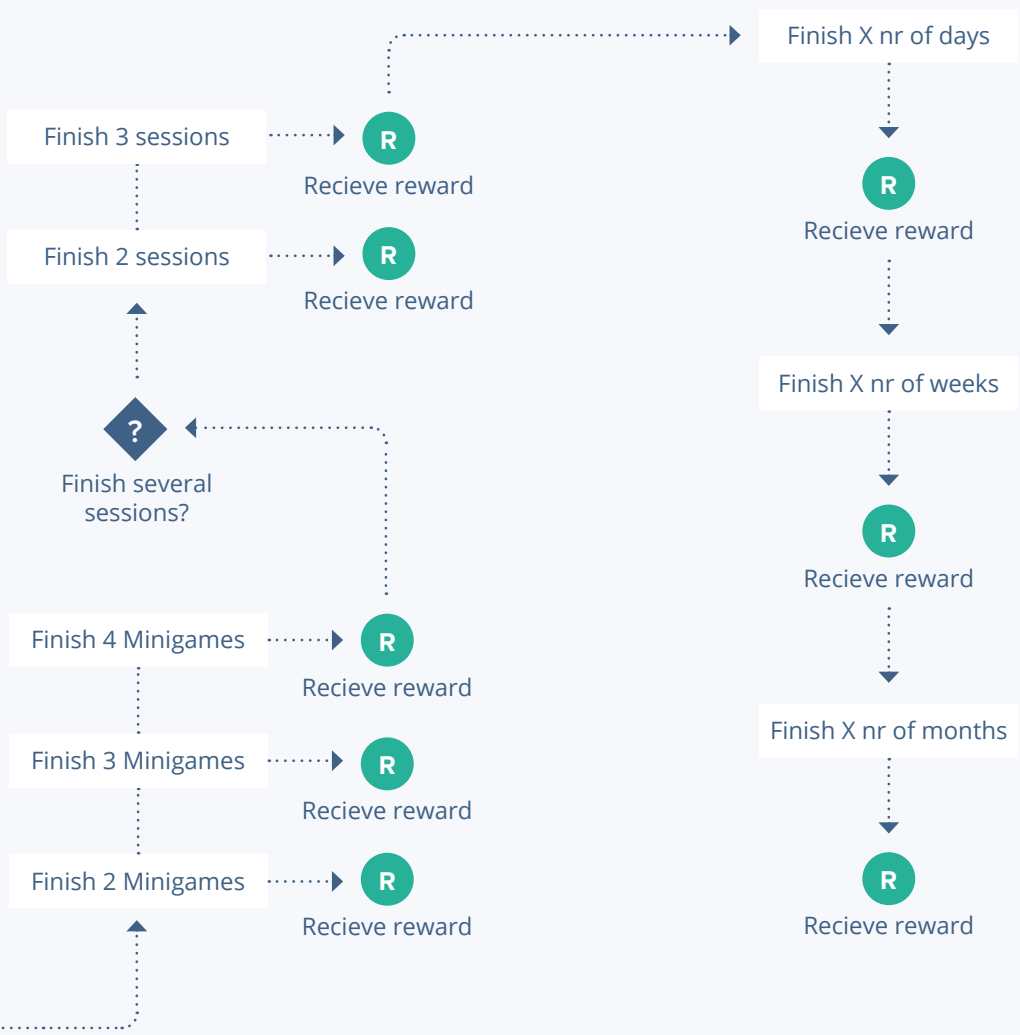 Finish X nr of days
Finish 3 sessions
R
Recieve reward
R
Recieve reward
Finish 2 sessions
R
Recieve reward
Finish X nr of weeks
?
Finish several
sessions?
R
Recieve reward
Finish 4 Minigames
R
Recieve reward
Finish X nr of months
Finish 3 Minigames
R
Recieve reward
Finish 2 Minigames
R
Recieve reward
R
Recieve reward